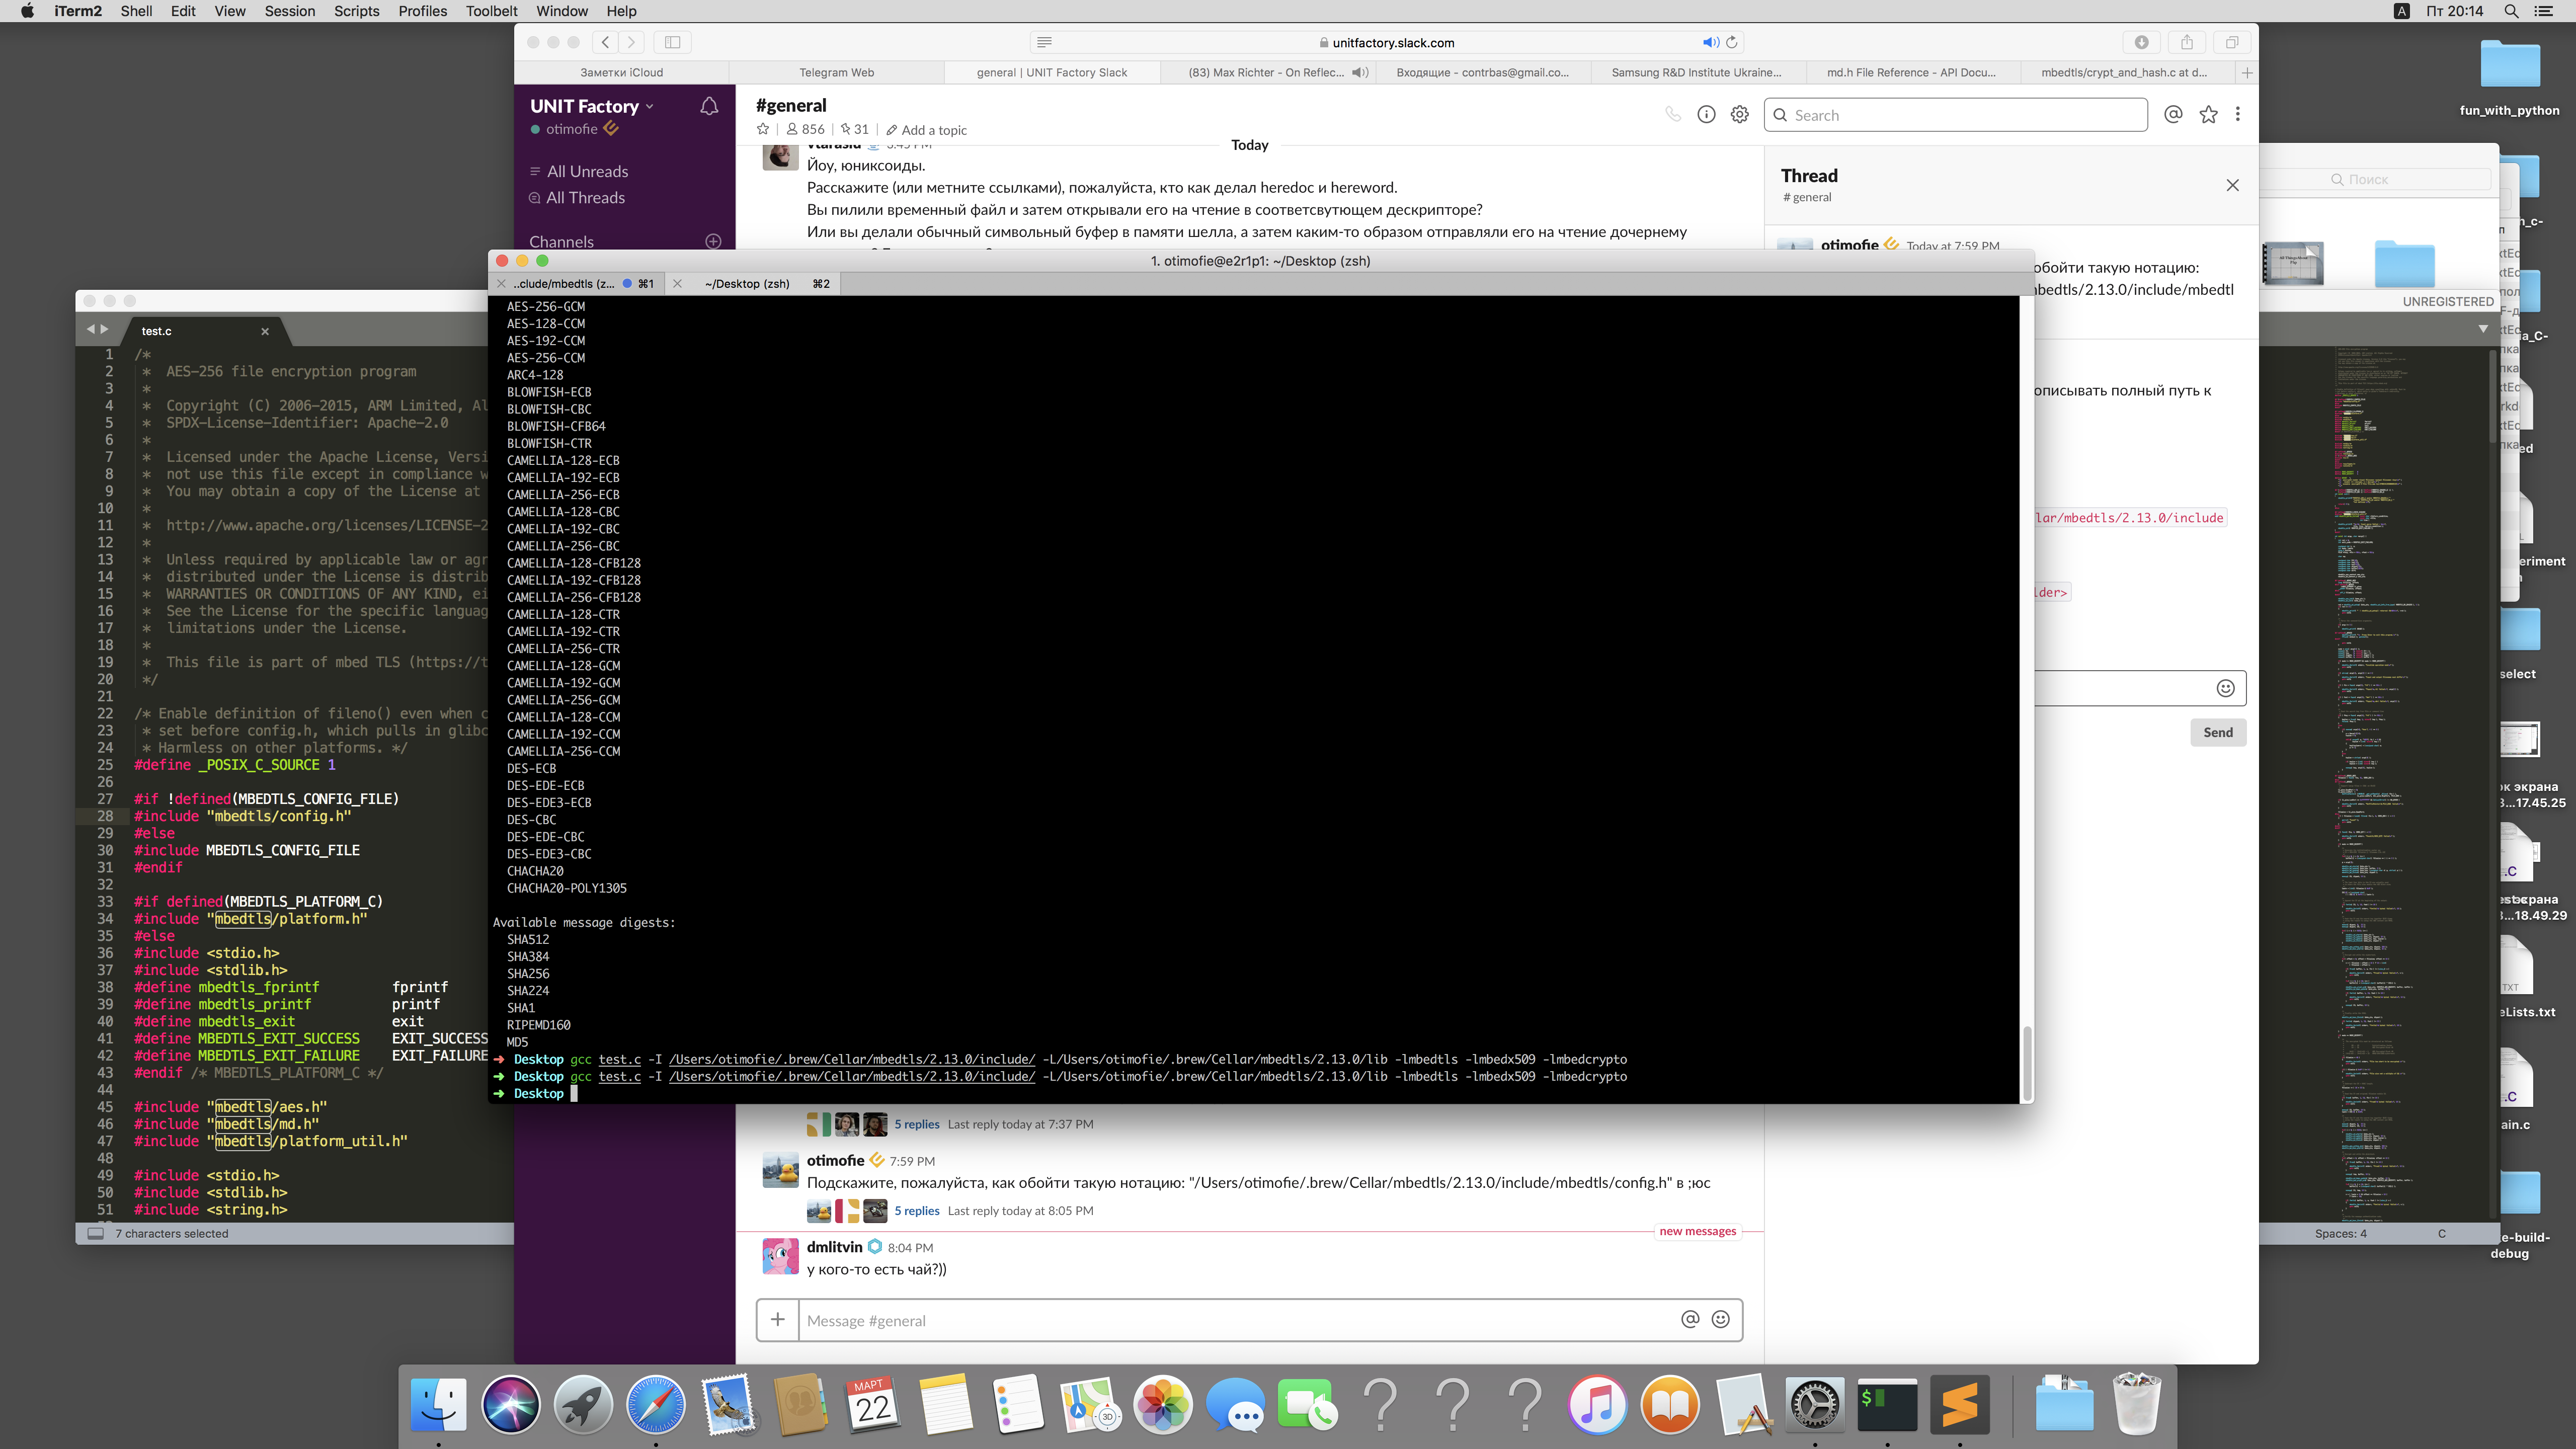 iTerm2 Shell Edit View Session Scripts Profiles Toolbelt Window Help
A Пт 20:14
unitfactory.slack.com
Заметки iCloud
Telegram Web
general | UNIT Factory Slack
(83) Max Richter - On Reflec...
Входящие - contrbas@gmail.co...
Samsung R&D Institute Ukraine...
md.h File Reference - API Docu...
mbedtls/crypt_and_hash.c at d...
fun_with_python
UNIT Factory
otimofie
All Unreads
All Threads
Channels
#general
856
31
Add a topic
Search
Today
Йоу, юниксоиды.
Расскажите (или метните ссылками), пожалуйста, кто как делал heredoc и hereword.
Вы пилили временный файл и затем открывали его на чтение в соответсвутющем дескрипторе?
Или вы делали обычный символьный буфер в памяти шелла, а затем каким-то образом отправляли его на чтение дочернему
Thread
# general
otimofie Today at 7:59 PM
обойти такую нотацию:
mbedtls/2.13.0/include/mbedtl
описывать полный путь к
lar/mbedtls/2.13.0/include
lder>
Send
Поиск
UNREGISTERED
1. otimofie@e2r1p1: ~/Desktop (zsh)
..clude/mbedtls (z... ⌘1
~/Desktop (zsh) ⌘2
AES-256-GCM
AES-128-CCM
AES-192-CCM
AES-256-CCM
ARC4-128
BLOWFISH-ECB
BLOWFISH-CBC
BLOWFISH-CFB64
BLOWFISH-CTR
CAMELLIA-128-ECB
CAMELLIA-192-ECB
CAMELLIA-256-ECB
CAMELLIA-128-CBC
CAMELLIA-192-CBC
CAMELLIA-256-CBC
CAMELLIA-128-CFB128
CAMELLIA-192-CFB128
CAMELLIA-256-CFB128
CAMELLIA-128-CTR
CAMELLIA-192-CTR
CAMELLIA-256-CTR
CAMELLIA-128-GCM
CAMELLIA-192-GCM
CAMELLIA-256-GCM
CAMELLIA-128-CCM
CAMELLIA-192-CCM
CAMELLIA-256-CCM
DES-ECB
DES-EDE-ECB
DES-EDE3-ECB
DES-CBC
DES-EDE-CBC
DES-EDE3-CBC
CHACHA20
CHACHA20-POLY1305
Available message digests:
SHA512
SHA384
SHA256
SHA224
SHA1
RIPEMD160
MD5
➜ Desktop gcc test.c -I /Users/otimofie/.brew/Cellar/mbedtls/2.13.0/include/ -L/Users/otimofie/.brew/Cellar/mbedtls/2.13.0/lib -lmbedtls -lmbedx509 -lmbedcrypto
➜ Desktop gcc test.c -I /Users/otimofie/.brew/Cellar/mbedtls/2.13.0/include/ -L/Users/otimofie/.brew/Cellar/mbedtls/2.13.0/lib -lmbedtls -lmbedx509 -lmbedcrypto
➜ Desktop
test.c
1 /*
2 * AES-256 file encryption program
3 *
4 * Copyright (C) 2006-2015, ARM Limited, Al
5 * SPDX-License-Identifier: Apache-2.0
6 *
7 * Licensed under the Apache License, Versi
8 * not use this file except in compliance w
9 * You may obtain a copy of the License at
10 *
11 * http://www.apache.org/licenses/LICENSE-2
12 *
13 * Unless required by applicable law or agr
14 * distributed under the License is distrib
15 * WARRANTIES OR CONDITIONS OF ANY KIND, ei
16 * See the License for the specific languag
17 * limitations under the License.
18 *
19 * This file is part of mbed TLS (https://t
20 */
21
22 /* Enable definition of fileno() even when c
23 * set before config.h, which pulls in glibc
24 * Harmless on other platforms. */
25 #define _POSIX_C_SOURCE 1
26
27 #if !defined(MBEDTLS_CONFIG_FILE)
28 #include "mbedtls/config.h"
29 #else
30 #include MBEDTLS_CONFIG_FILE
31 #endif
32
33 #if defined(MBEDTLS_PLATFORM_C)
34 #include "mbedtls/platform.h"
35 #else
36 #include <stdio.h>
37 #include <stdlib.h>
38 #define mbedtls_fprintf fprintf
39 #define mbedtls_printf printf
40 #define mbedtls_exit exit
41 #define MBEDTLS_EXIT_SUCCESS EXIT_SUCCESS
42 #define MBEDTLS_EXIT_FAILURE EXIT_FAILURE
43 #endif /* MBEDTLS_PLATFORM_C */
44
45 #include "mbedtls/aes.h"
46 #include "mbedtls/md.h"
47 #include "mbedtls/platform_util.h"
48
49 #include <stdio.h>
50 #include <stdlib.h>
51 #include <string.h>
7 characters selected
Spaces: 4
C
5 replies Last reply today at 7:37 PM
otimofie 7:59 PM
Подскажите, пожалуйста, как обойти такую нотацию: "/Users/otimofie/.brew/Cellar/mbedtls/2.13.0/include/mbedtls/config.h" в ;юс
5 replies Last reply today at 8:05 PM
new messages
dmlitvin 8:04 PM
у кого-то есть чай?))
Message #general
select
ок экрана
3...17.45.25
3...18.49.29
TXT
eLists.txt
ain.c
e-build-
debug
МАРТ
22
3D